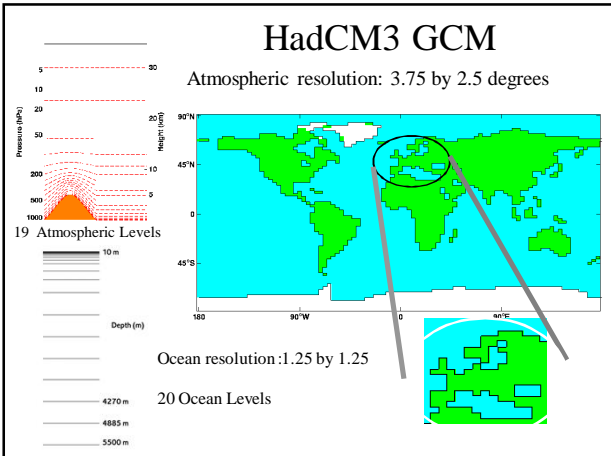 HadCM3 GCM
Atmospheric resolution: 3.75 by 2.5 degrees
Pressure (hPa)
5
10
20
50
200
500
1000
Height (km)
30
20
10
5
19 Atmospheric Levels
90°N
45°N
0
45°S
180
90°W
0
90°E
10 m
Depth (m)
4270 m
4885 m
5500 m
Ocean resolution :1.25 by 1.25
20 Ocean Levels